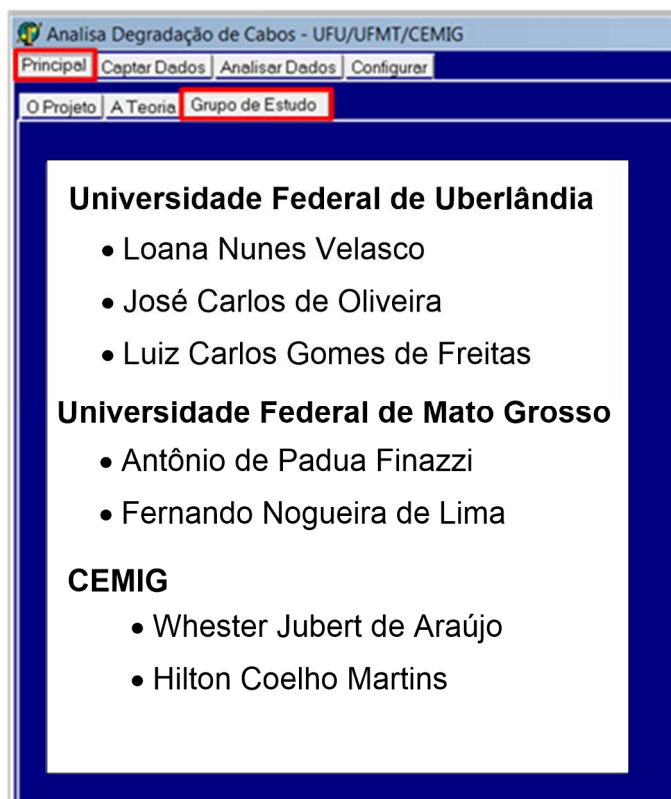 Analisa Degradação de Cabos - UFU/UFMT/CEMIG
Principal Captar Dados Analisar Dados Configurar
O Projeto A Teoria Grupo de Estudo
Universidade Federal de Uberlândia
• Loana Nunes Velasco
• José Carlos de Oliveira
• Luiz Carlos Gomes de Freitas
Universidade Federal de Mato Grosso
• Antônio de Padua Finazzi
• Fernando Nogueira de Lima
CEMIG
• Whester Jubert de Araújo
• Hilton Coelho Martins